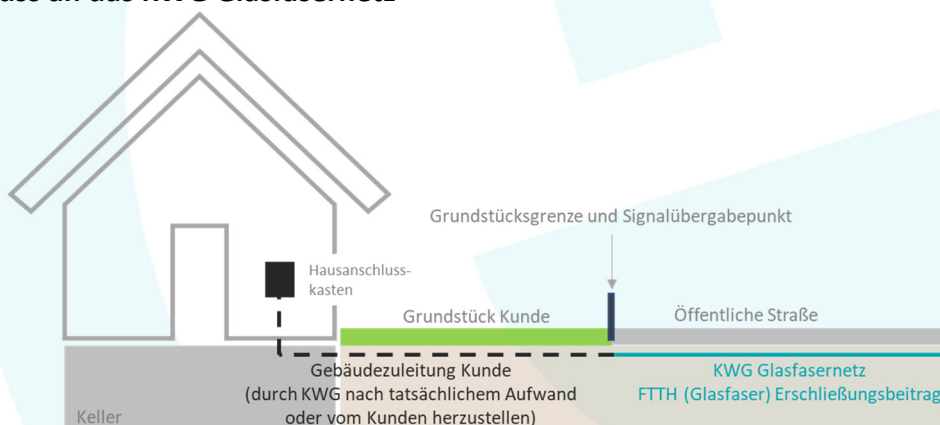 Grundstücksgrenze und Signalübergabepunkt
Hausanschluss-
kasten
Grundstück Kunde
Öffentliche Straße
Gebäudezuleitung Kunde
(durch KWG nach tatsächlichem Aufwand
oder vom Kunden herzustellen)
KWG Glasfasernetz
FTTH (Glasfaser) Erschließungsbeitrag
Keller